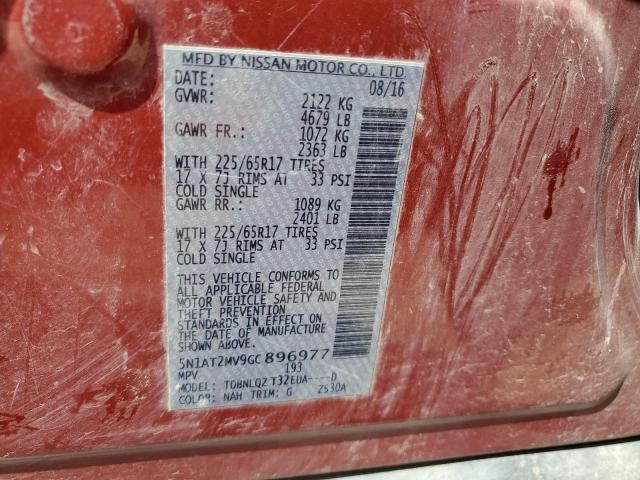 MFD BY NISSAN MOTOR CO., LTD.
DATE: 08/16
GVWR: 2122 KG
4679 LB
GAWR FR.: 1072 KG
2363 LB
WITH 225/65R17 TIRES
17 X 7J RIMS AT 33 PSI
COLD SINGLE
GAWR RR.: 1089 KG
2401 LB
WITH 225/65R17 TIRES
17 X 7J RIMS AT 33 PSI
COLD SINGLE
THIS VEHICLE CONFORMS TO
ALL APPLICABLE FEDERAL
MOTOR VEHICLE SAFETY AND
THEFT PREVENTION
STANDARDS IN EFFECT ON
THE DATE OF MANUFACTURE
SHOWN ABOVE.
5N1AT2MV9GC896977
MPV 193
MODEL: TDBNLQZ T32EUA----D
COLOR: NAH TRIM: G 2S30A